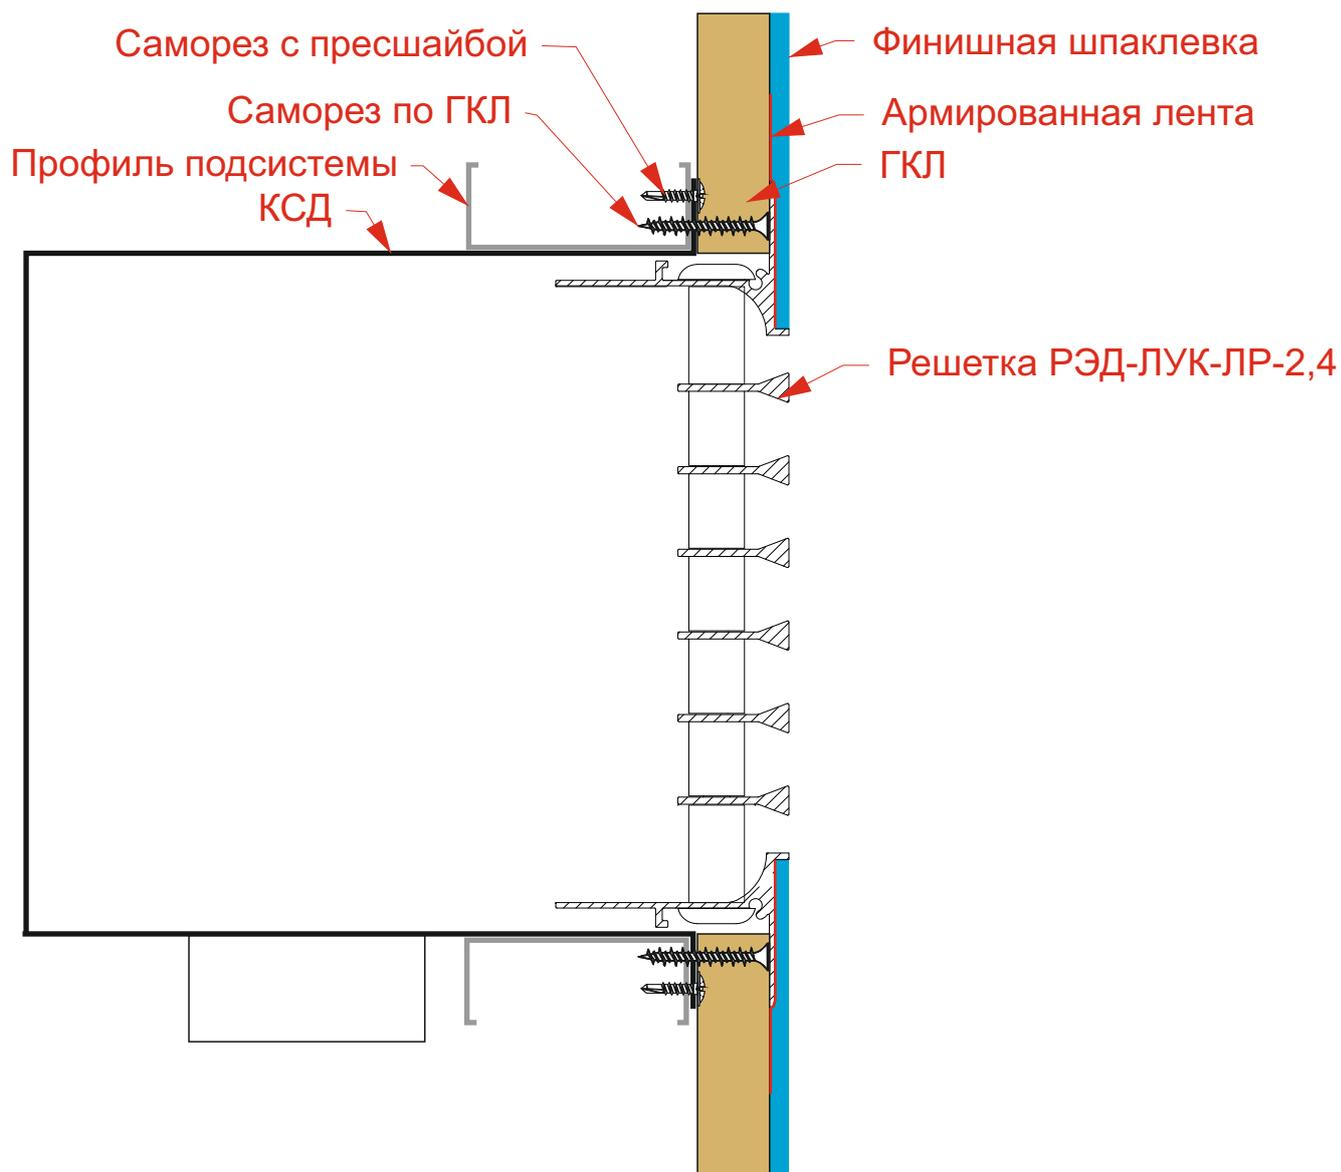 Саморез с пресшайбой
Финишная шпаклевка
Саморез по ГКЛ
Армированная лента
Профиль подсистемы
ГКЛ
КСД
Решетка РЭД-ЛУК-ЛР-2,4